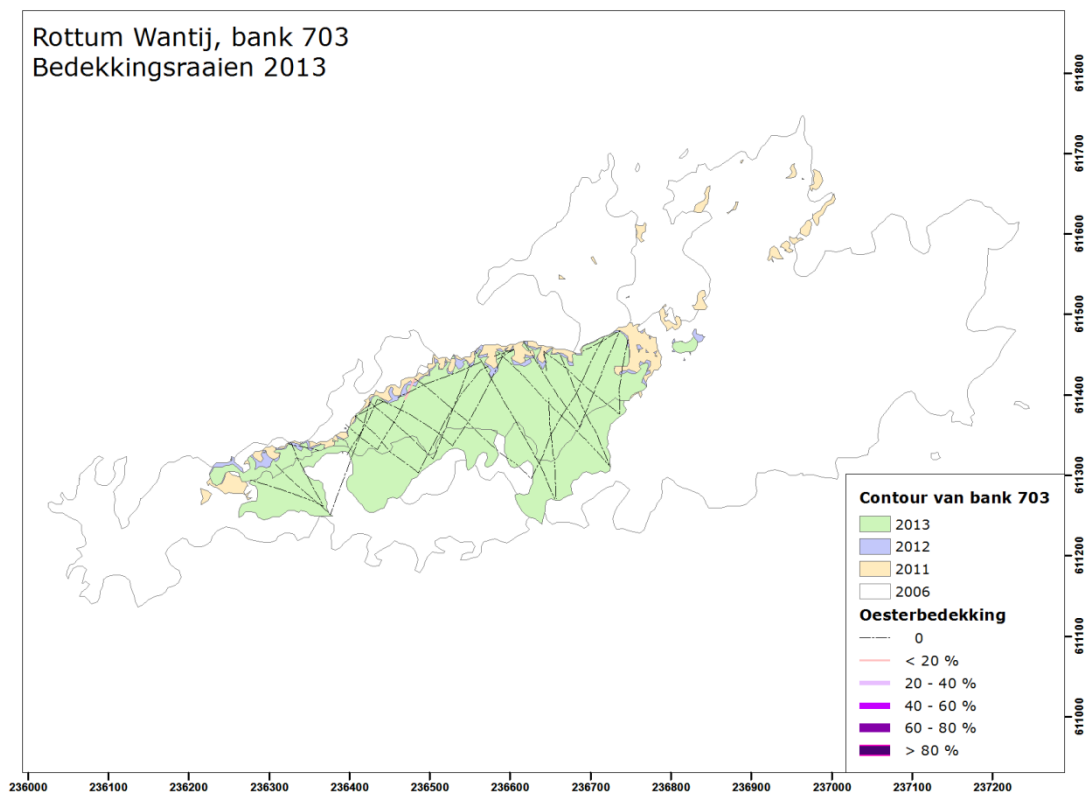 Rottum Wantij, bank 703
Bedekkingsraaien 2013
611800
611700
611600
611500
611400
611300
611200
611100
611000
Contour van bank 703
2013
2012
2011
2006
Oesterbedekking
0
< 20 %
20 - 40 %
40 - 60 %
60 - 80 %
> 80 %
236000 236100 236200 236300 236400 236500 236600 236700 236800 236900 237000 237100 237200